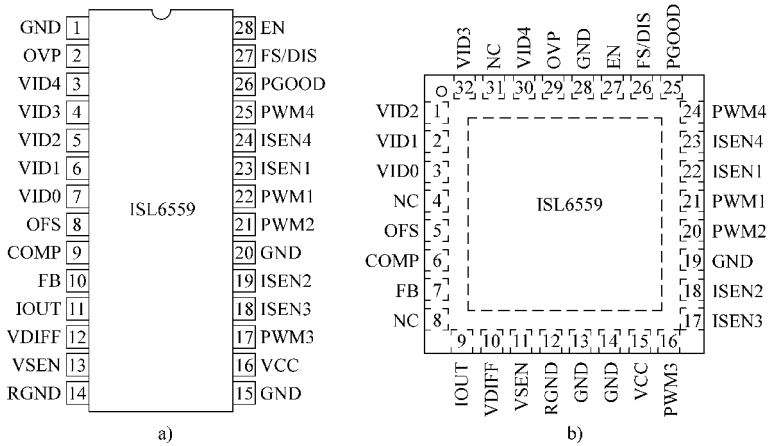 GND 1 28 EN
OVP 2 27 FS/DIS
VID4 3 26 PGOOD
VID3 4 25 PWM4
VID2 5 24 ISEN4
VID1 6 23 ISEN1
VID0 7 22 PWM1
ISL6559
OFS 8 21 PWM2
COMP 9 20 GND
FB 10 19 ISEN2
IOUT 11 18 ISEN3
VDIFF 12 17 PWM3
VSEN 13 16 VCC
RGND 14 15 GND
a)
VID3 NC VID4 OVP GND EN FS/DIS PGOOD
32 31 30 29 28 27 26 25
VID2 1 24 PWM4
VID1 2 23 ISEN4
VID0 3 22 ISEN1
NC 4 21 PWM1
ISL6559
OFS 5 20 PWM2
COMP 6 19 GND
FB 7 18 ISEN2
NC 8 17 ISEN3
9 10 11 12 13 14 15 16
IOUT VDIFF VSEN RGND GND GND VCC PWM3
b)